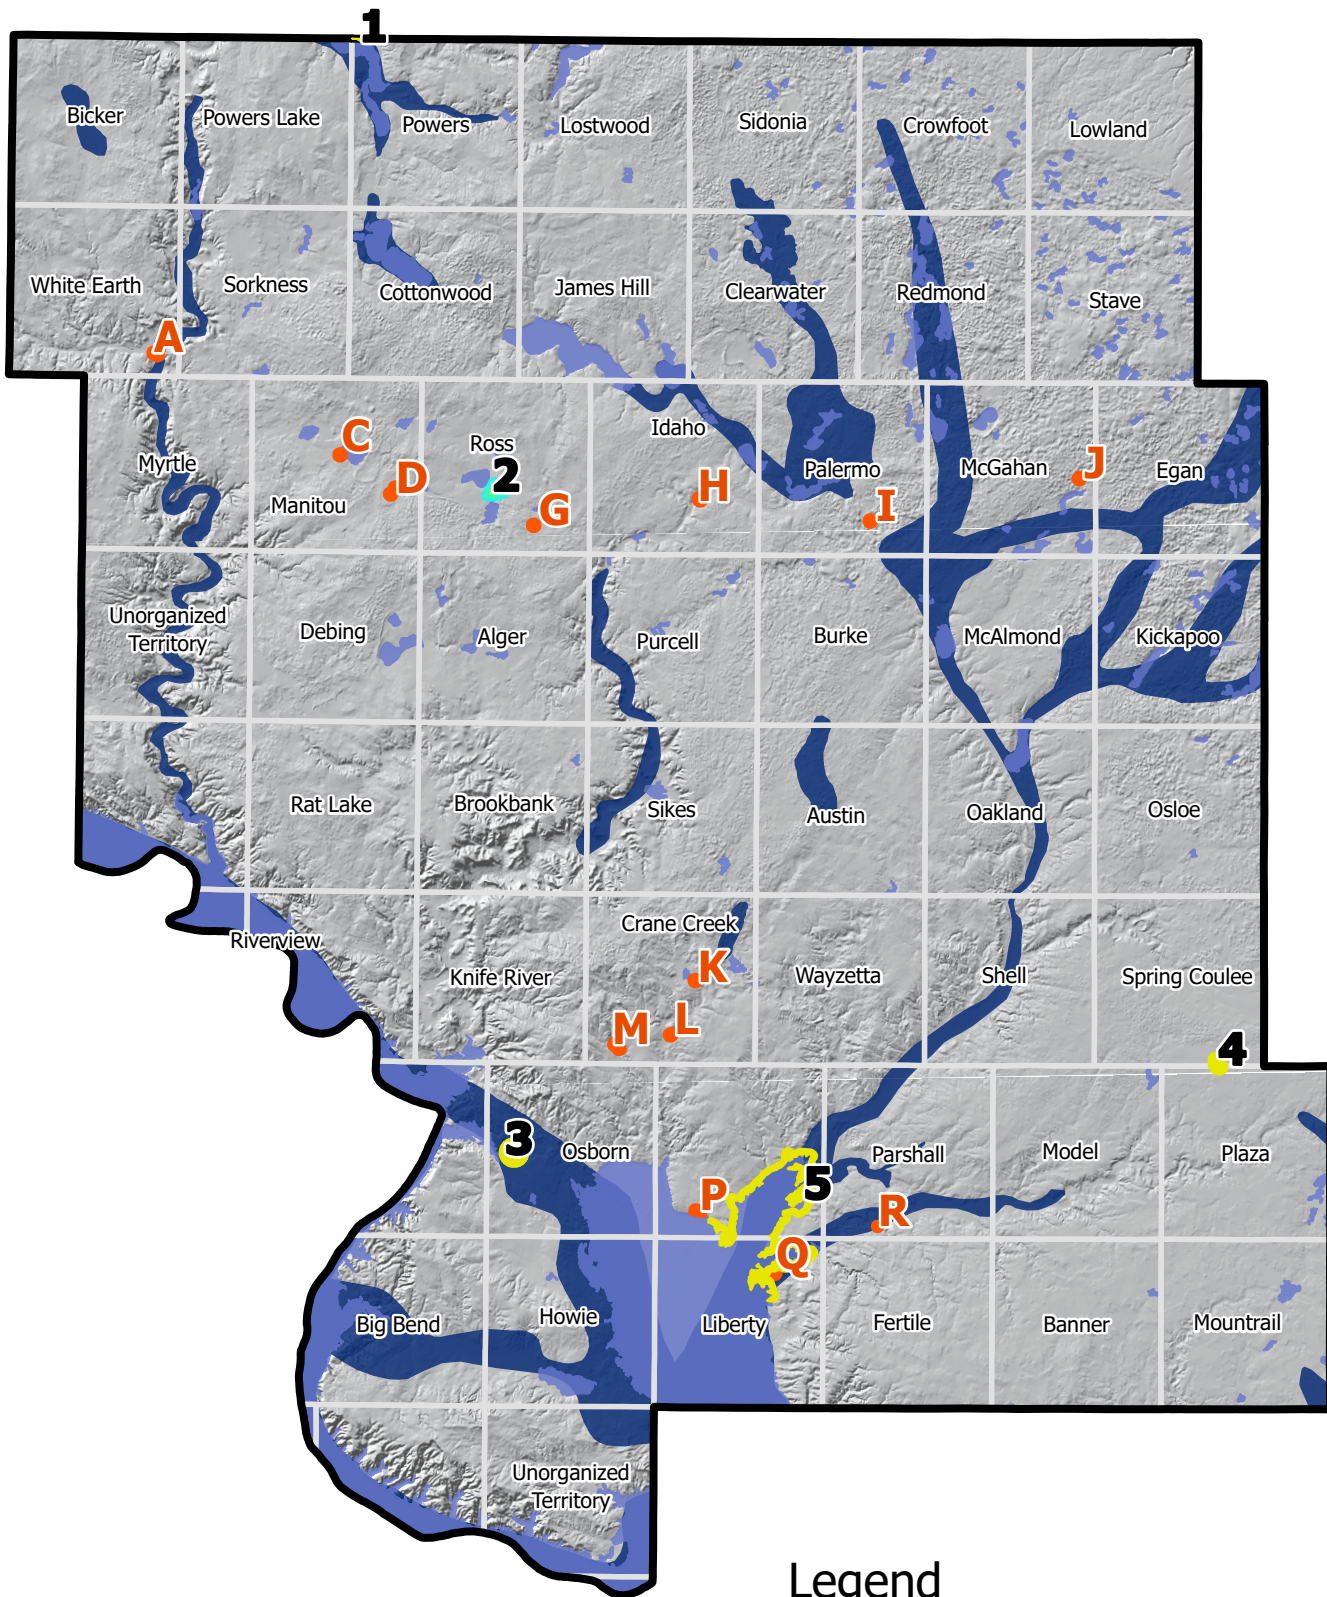 1
Bicker
Powers Lake
Powers
Lostwood
Sidonia
Crowfoot
Lowland
White Earth
Sorkness
Cottonwood
James Hill
Clearwater
Redmond
Stave
A
C
D
Ross
2
G
Idaho
H
Palermo
I
McGahan
J
Egan
Myrtle
Manitou
Unorganized
Territory
Debing
Alger
Purcell
Burke
McAlmond
Kickapoo
Rat Lake
Brookbank
Sikes
Austin
Oakland
Osloe
Riverview
Knife River
Crane Creek
K
L
M
Wayzetta
Shell
Spring Coulee
4
3
Osborn
P
5
Parshall
R
Model
Plaza
Q
Big Bend
Howie
Liberty
Fertile
Banner
Mountrail
Unorganized
Territory
Legend